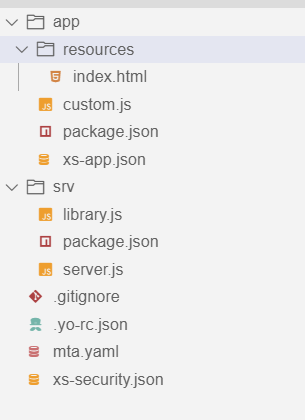 app
resources
index.html
custom.js
package.json
xs-app.json
srv
library.js
package.json
server.js
.gitignore
.yo-rc.json
mta.yaml
xs-security.json